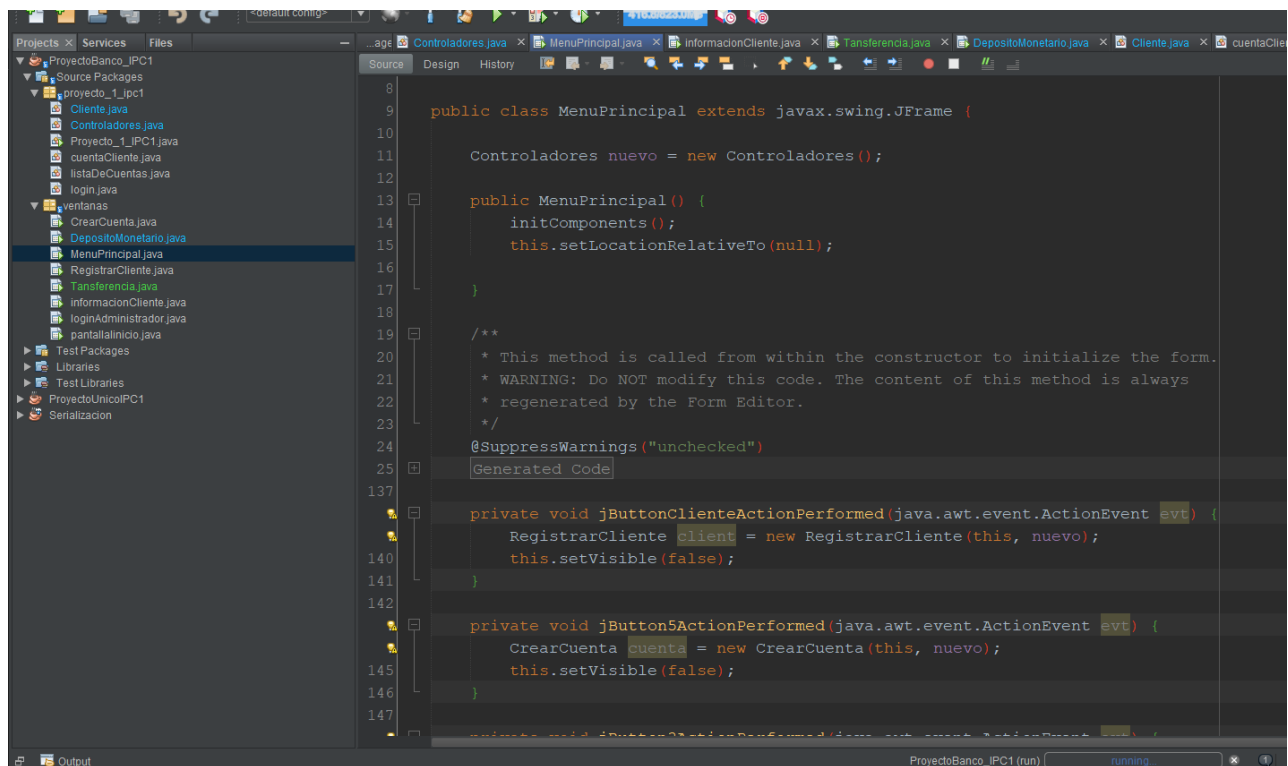 <default config>
Projects × Services Files
...age Controladores.java × MenuPrincipal.java × informacionCliente.java × Tansferencia.java × DepositoMonetario.java × Cliente.java × cuentaClien
ProyectoBanco_IPC1
Source Packages
proyecto_1_ipc1
Cliente.java
Controladores.java
Proyecto_1_IPC1.java
cuentaCliente.java
listaDeCuentas.java
login.java
ventanas
CrearCuenta.java
DepositoMonetario.java
MenuPrincipal.java
RegistrarCliente.java
Tansferencia.java
informacionCliente.java
loginAdministrador.java
pantallaInicio.java
Test Packages
Libraries
Test Libraries
ProyectoUnicoIPC1
Serializacion
Source Design History
8
9 public class MenuPrincipal extends javax.swing.JFrame {
10
11 Controladores nuevo = new Controladores();
12
13 public MenuPrincipal() {
14 initComponents();
15 this.setLocationRelativeTo(null);
16
17 }
18
19 /**
20 * This method is called from within the constructor to initialize the form.
21 * WARNING: Do NOT modify this code. The content of this method is always
22 * regenerated by the Form Editor.
23 */
24 @SuppressWarnings("unchecked")
25 Generated Code
137
private void jButtonClienteActionPerformed(java.awt.event.ActionEvent evt) {
RegistrarCliente client = new RegistrarCliente(this, nuevo);
140 this.setVisible(false);
141 }
142
private void jButton5ActionPerformed(java.awt.event.ActionEvent evt) {
CrearCuenta cuenta = new CrearCuenta(this, nuevo);
145 this.setVisible(false);
146 }
147
Output
ProyectoBanco_IPC1 (run) running... 1